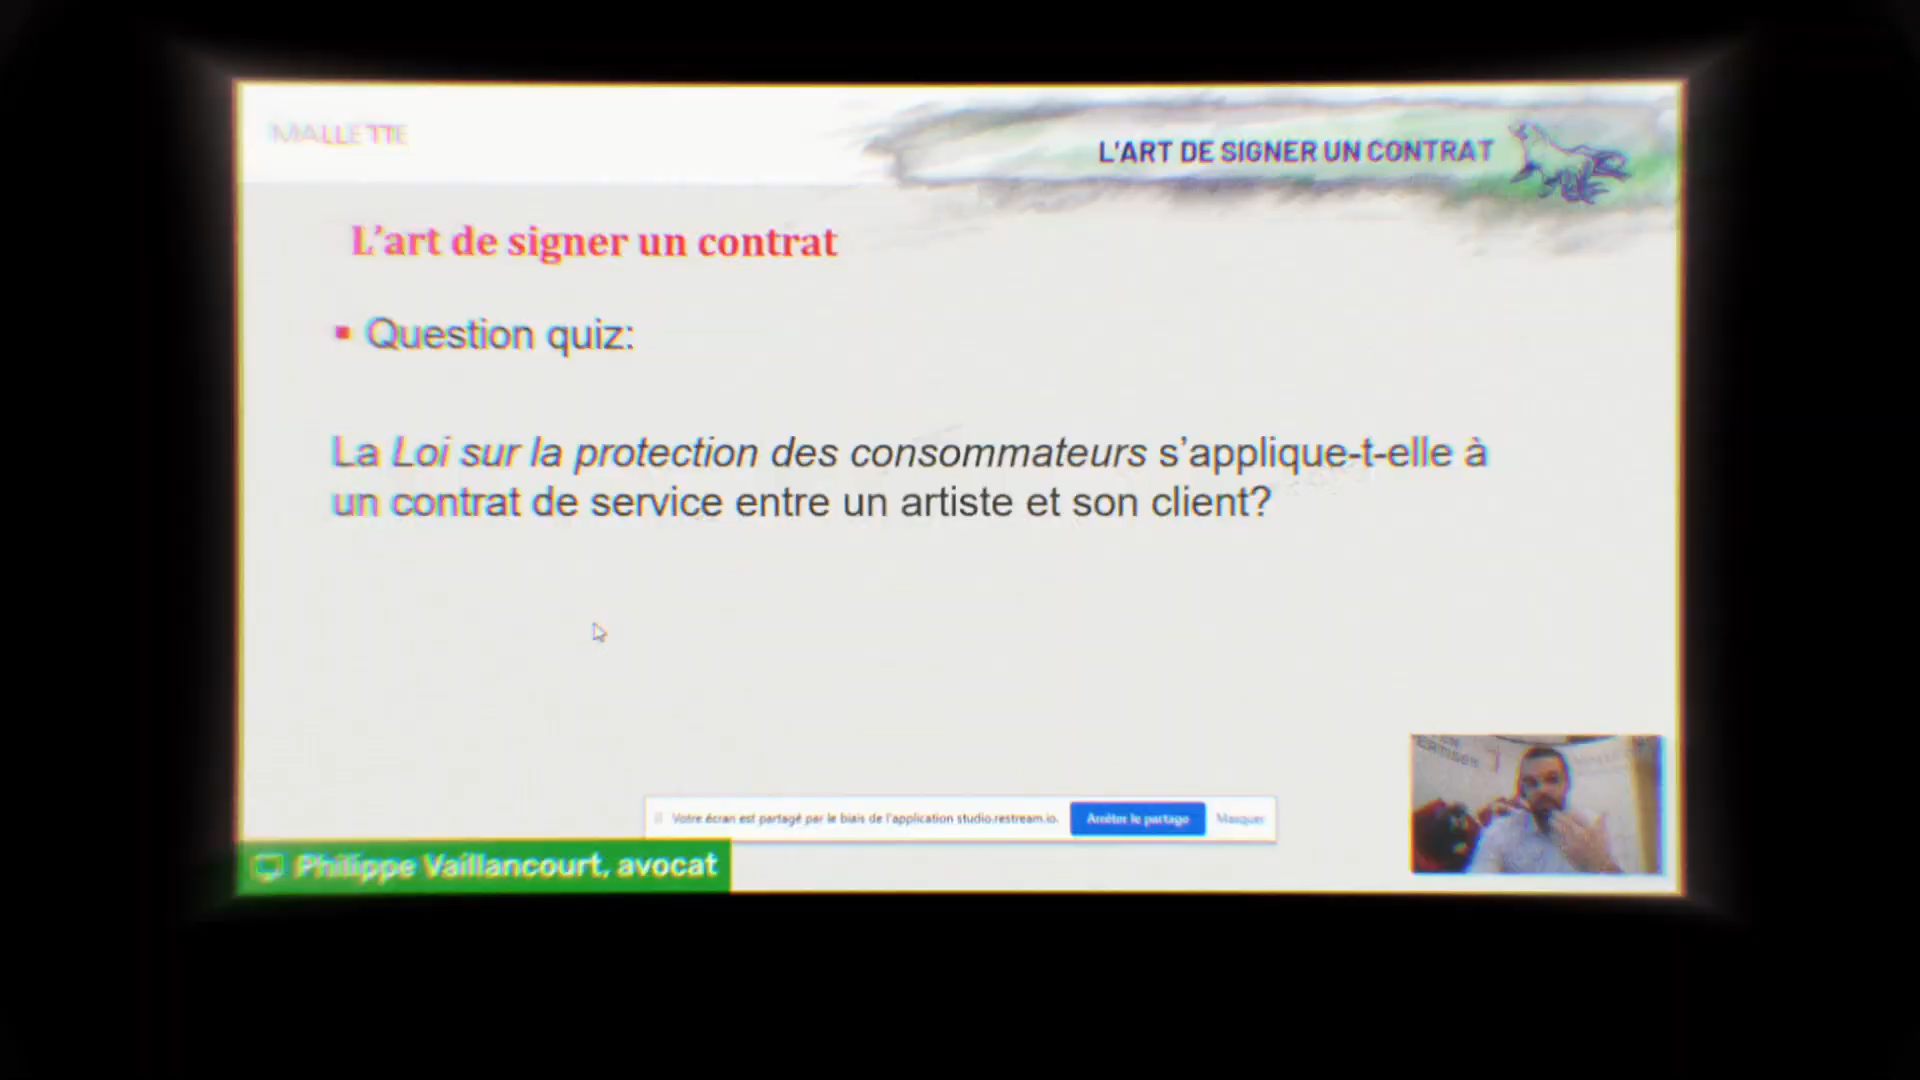 MALLETTE
L'ART DE SIGNER UN CONTRAT
L'art de signer un contrat
Question quiz:
La Loi sur la protection des consommateurs s'applique-t-elle à
un contrat de service entre un artiste et son client?
Votre écran est partagé par le biais de l'application studio.restream.io.
Arrêter le partage
Masquer
Philippe Vaillancourt, avocat